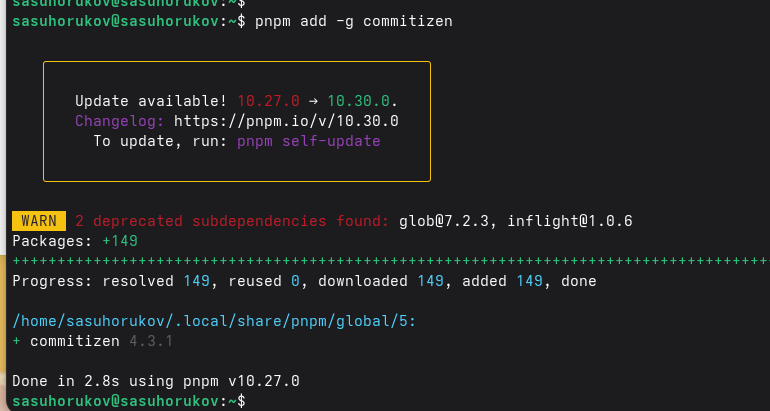 sasuhorukov@sasuhorukov:~$
sasuhorukov@sasuhorukov:~$ pnpm add -g commitizen
Update available! 10.27.0 → 10.30.0.
Changelog: https://pnpm.io/v/10.30.0
To update, run: pnpm self-update
WARN 2 deprecated subdependencies found: glob@7.2.3, inflight@1.0.6
Packages: +149
++++++++++++++++++++++++++++++++++++++++++++++++++++++++++++++++++++++++++++++++++++
Progress: resolved 149, reused 0, downloaded 149, added 149, done
/home/sasuhorukov/.local/share/pnpm/global/5:
+ commitizen 4.3.1
Done in 2.8s using pnpm v10.27.0
sasuhorukov@sasuhorukov:~$